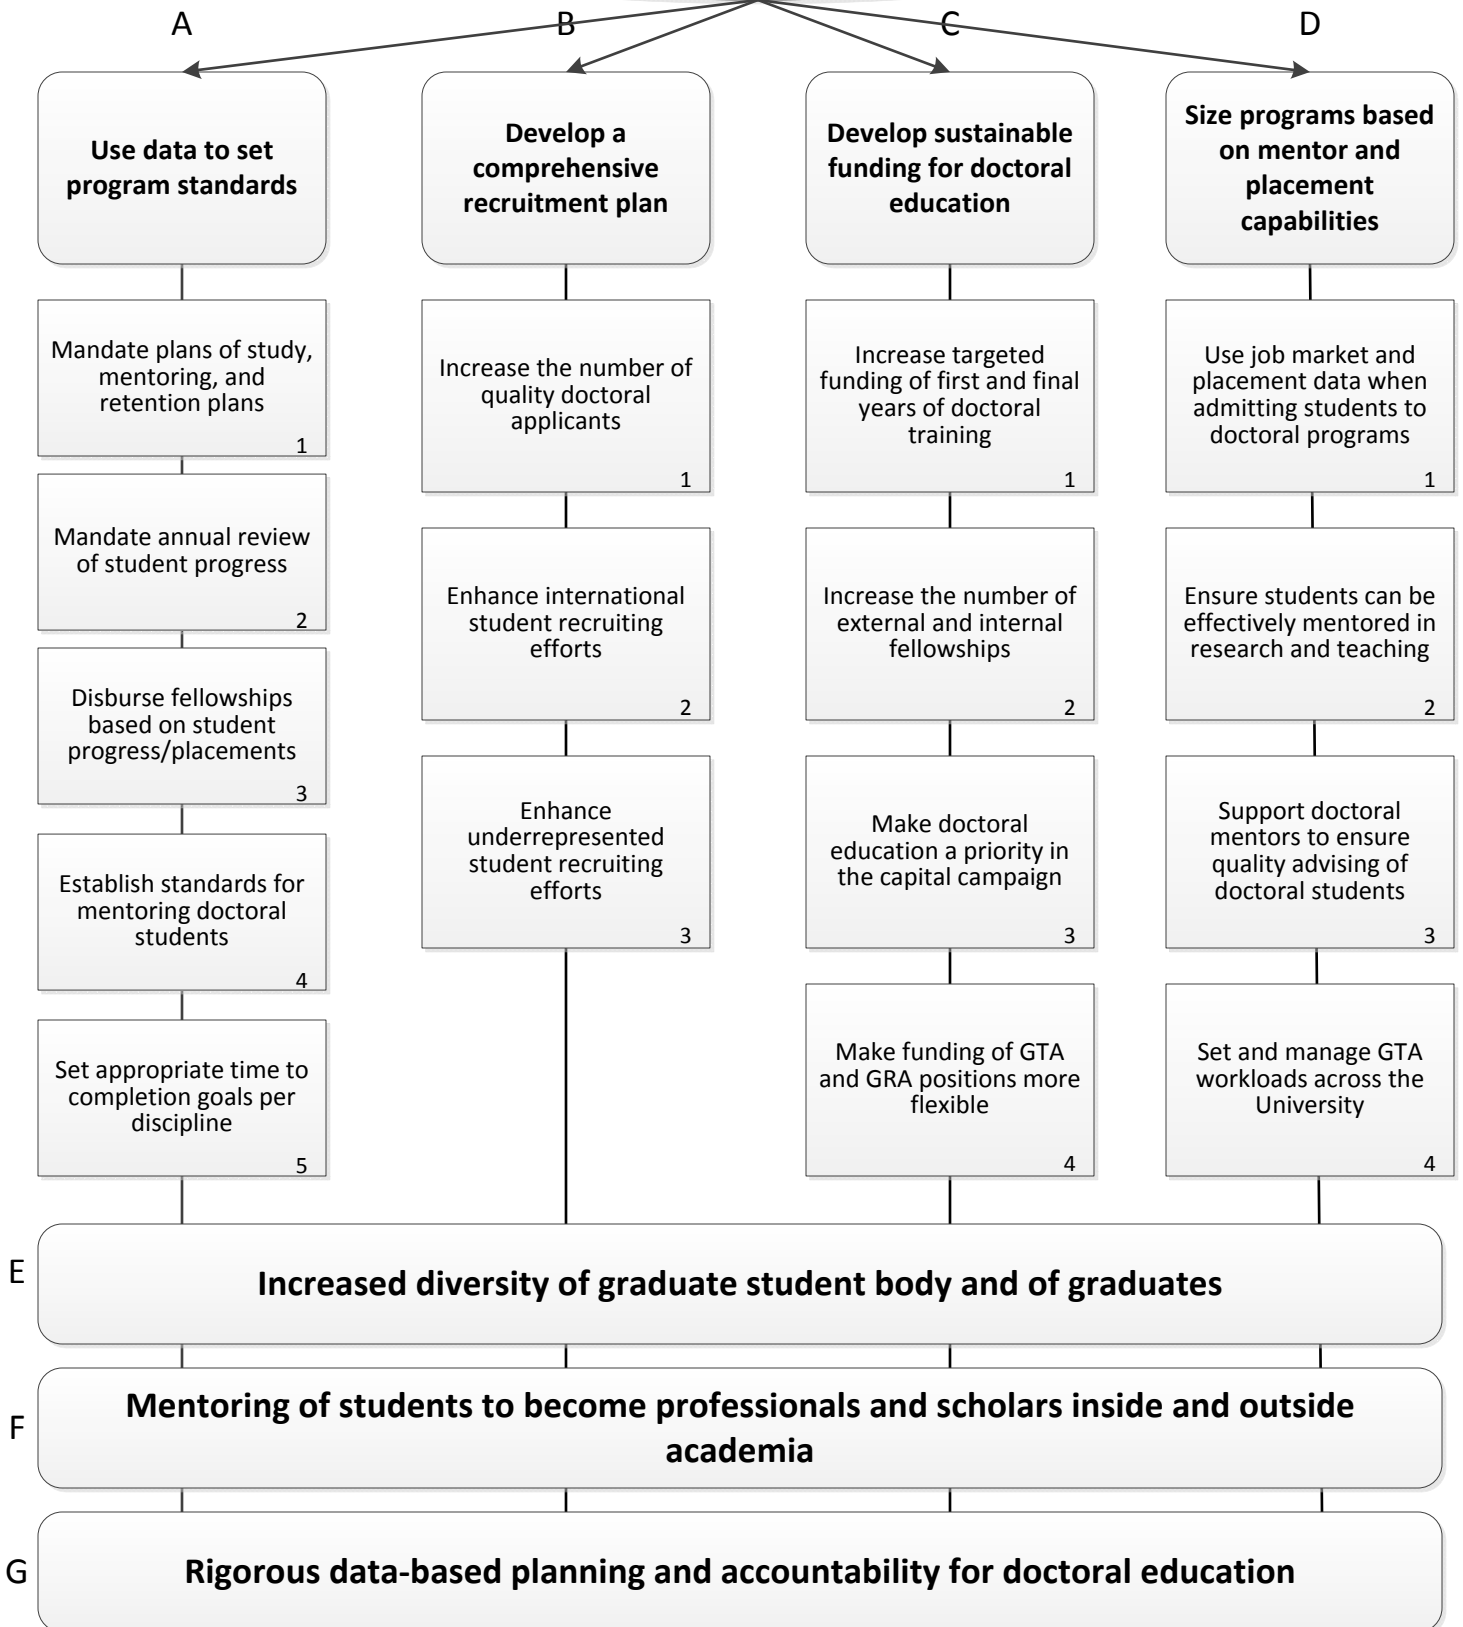 A
B
C
D
Use data to set
program standards
Develop a
comprehensive
recruitment plan
Develop sustainable
funding for doctoral
education
Size programs based
on mentor and
placement
capabilities
Mandate plans of study,
mentoring, and
retention plans
1
Mandate annual review
of student progress
2
Disburse fellowships
based on student
progress/placements
3
Establish standards for
mentoring doctoral
students
4
Set appropriate time to
completion goals per
discipline
5
Increase the number of
quality doctoral
applicants
1
Enhance international
student recruiting
efforts
2
Enhance
underrepresented
student recruiting
efforts
3
Increase targeted
funding of first and final
years of doctoral
training
1
Increase the number of
external and internal
fellowships
2
Make doctoral
education a priority in
the capital campaign
3
Make funding of GTA
and GRA positions more
flexible
4
Use job market and
placement data when
admitting students to
doctoral programs
1
Ensure students can be
effectively mentored in
research and teaching
2
Support doctoral
mentors to ensure
quality advising of
doctoral students
3
Set and manage GTA
workloads across the
University
4
E
Increased diversity of graduate student body and of graduates
F
Mentoring of students to become professionals and scholars inside and outside
academia
G
Rigorous data-based planning and accountability for doctoral education